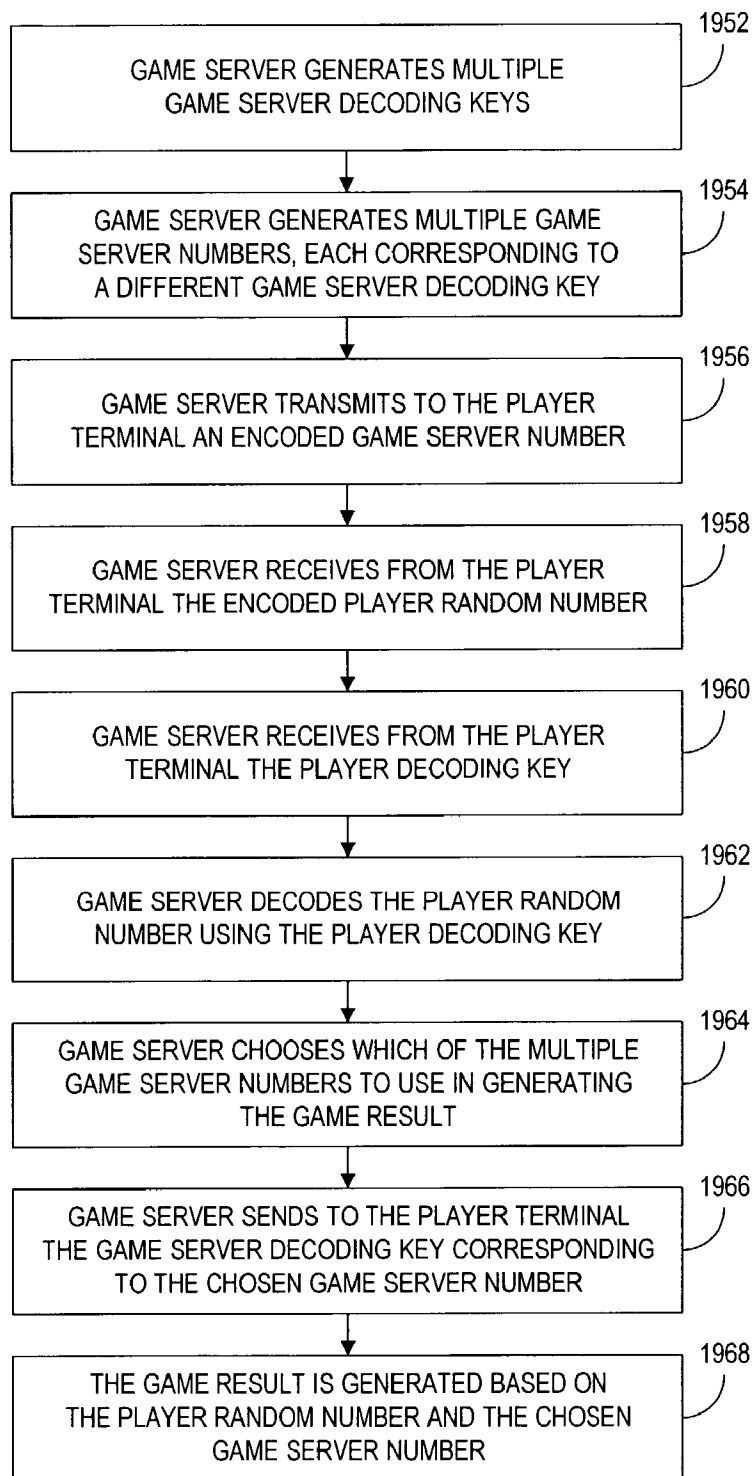 1952
GAME SERVER GENERATES MULTIPLE
GAME SERVER DECODING KEYS
1954
GAME SERVER GENERATES MULTIPLE GAME
SERVER NUMBERS, EACH CORRESPONDING TO
A DIFFERENT GAME SERVER DECODING KEY
1956
GAME SERVER TRANSMITS TO THE PLAYER
TERMINAL AN ENCODED GAME SERVER NUMBER
1958
GAME SERVER RECEIVES FROM THE PLAYER
TERMINAL THE ENCODED PLAYER RANDOM NUMBER
1960
GAME SERVER RECEIVES FROM THE PLAYER
TERMINAL THE PLAYER DECODING KEY
1962
GAME SERVER DECODES THE PLAYER RANDOM
NUMBER USING THE PLAYER DECODING KEY
1964
GAME SERVER CHOOSES WHICH OF THE MULTIPLE
GAME SERVER NUMBERS TO USE IN GENERATING
THE GAME RESULT
1966
GAME SERVER SENDS TO THE PLAYER TERMINAL
THE GAME SERVER DECODING KEY CORRESPONDING
TO THE CHOSEN GAME SERVER NUMBER
1968
THE GAME RESULT IS GENERATED BASED ON
THE PLAYER RANDOM NUMBER AND THE CHOSEN
GAME SERVER NUMBER